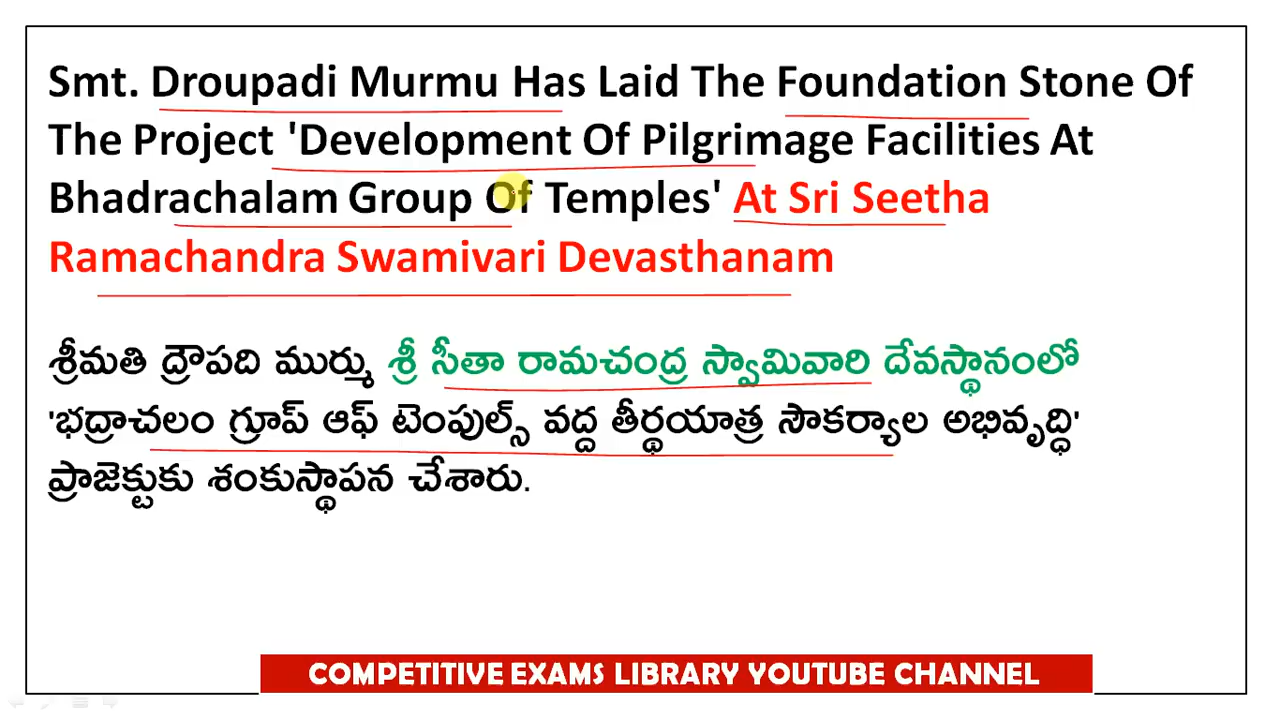 Smt. Droupadi Murmu Has Laid The Foundation Stone Of
The Project 'Development Of Pilgrimage Facilities At
Bhadrachalam Group Of Temples' At Sri Seetha
Ramachandra Swamivari Devasthanam
శ్రీమతి ద్రౌపది ముర్ము శ్రీ సీతా రామచంద్ర స్వామివారి దేవస్థానంలో
'భద్రాచలం గ్రూప్ ఆఫ్ టెంపుల్స్ వద్ద తీర్థయాత్ర సౌకర్యాల అభివృద్ధి'
ప్రాజెక్టుకు శంకుస్థాపన చేశారు.
COMPETITIVE EXAMS LIBRARY YOUTUBE CHANNEL